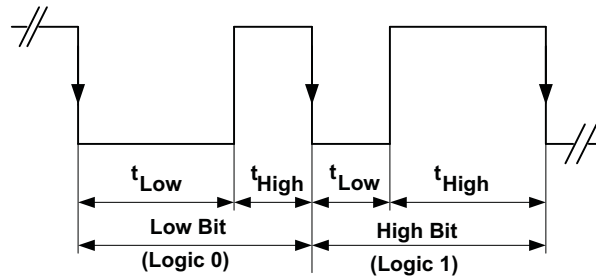 tLow tHigh tLow tHigh
Low Bit High Bit
(Logic 0) (Logic 1)